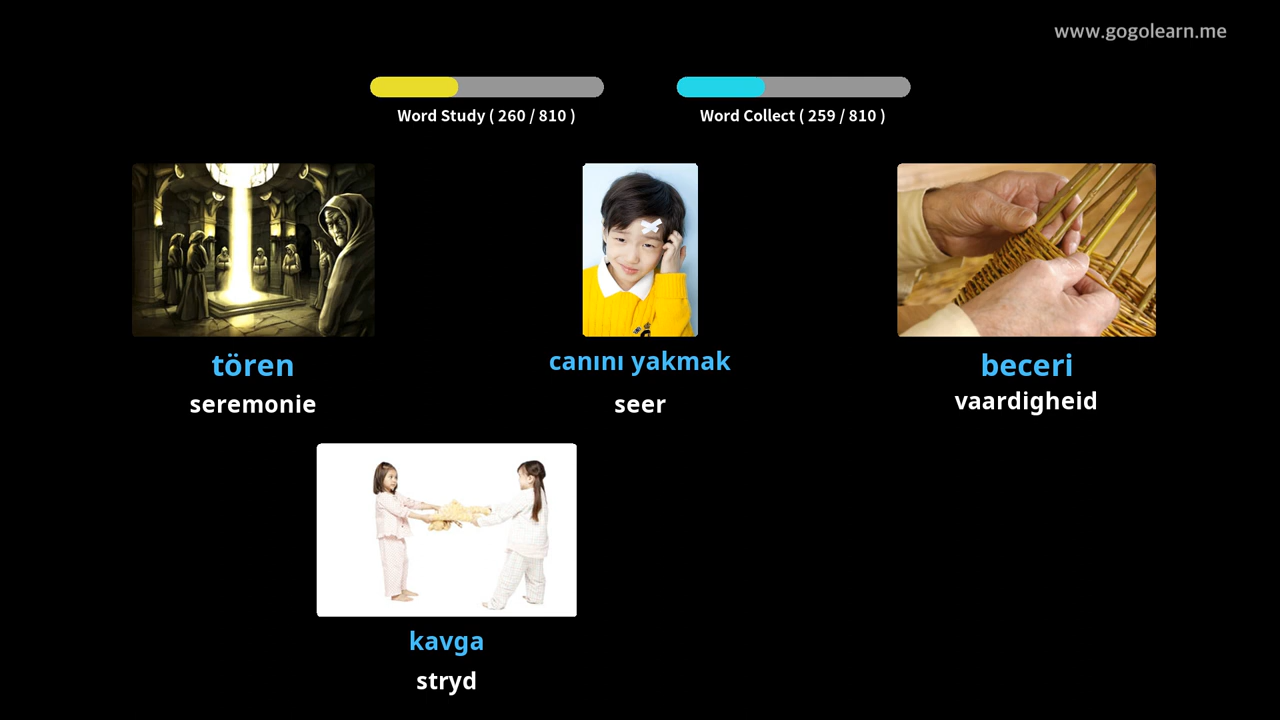 www.gogolearn.me
Word Study ( 260 / 810 )
Word Collect ( 259 / 810 )
tören
seremonie
canını yakmak
seer
beceri
vaardigheid
kavga
stryd